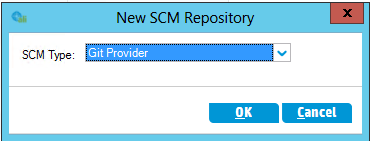 New SCM Repository
x
SCM Type: Git Provider
OK Cancel